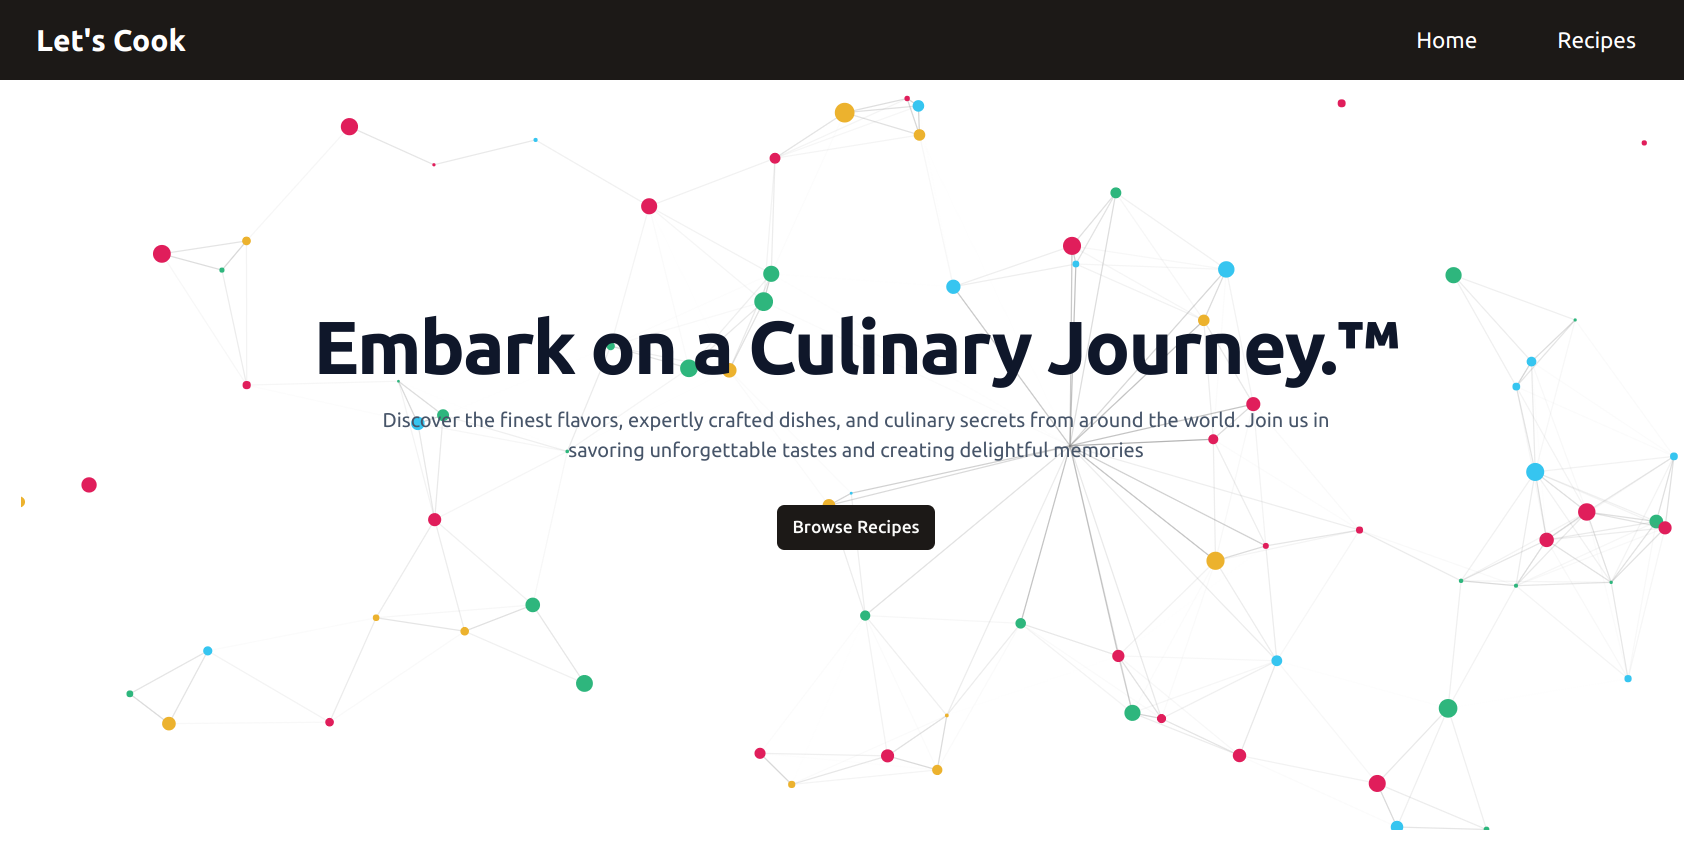 Let's Cook
Home
Recipes
Embark on a Culinary Journey.™
Discover the finest flavors, expertly crafted dishes, and culinary secrets from around the world. Join us in
savoring unforgettable tastes and creating delightful memories
Browse Recipes